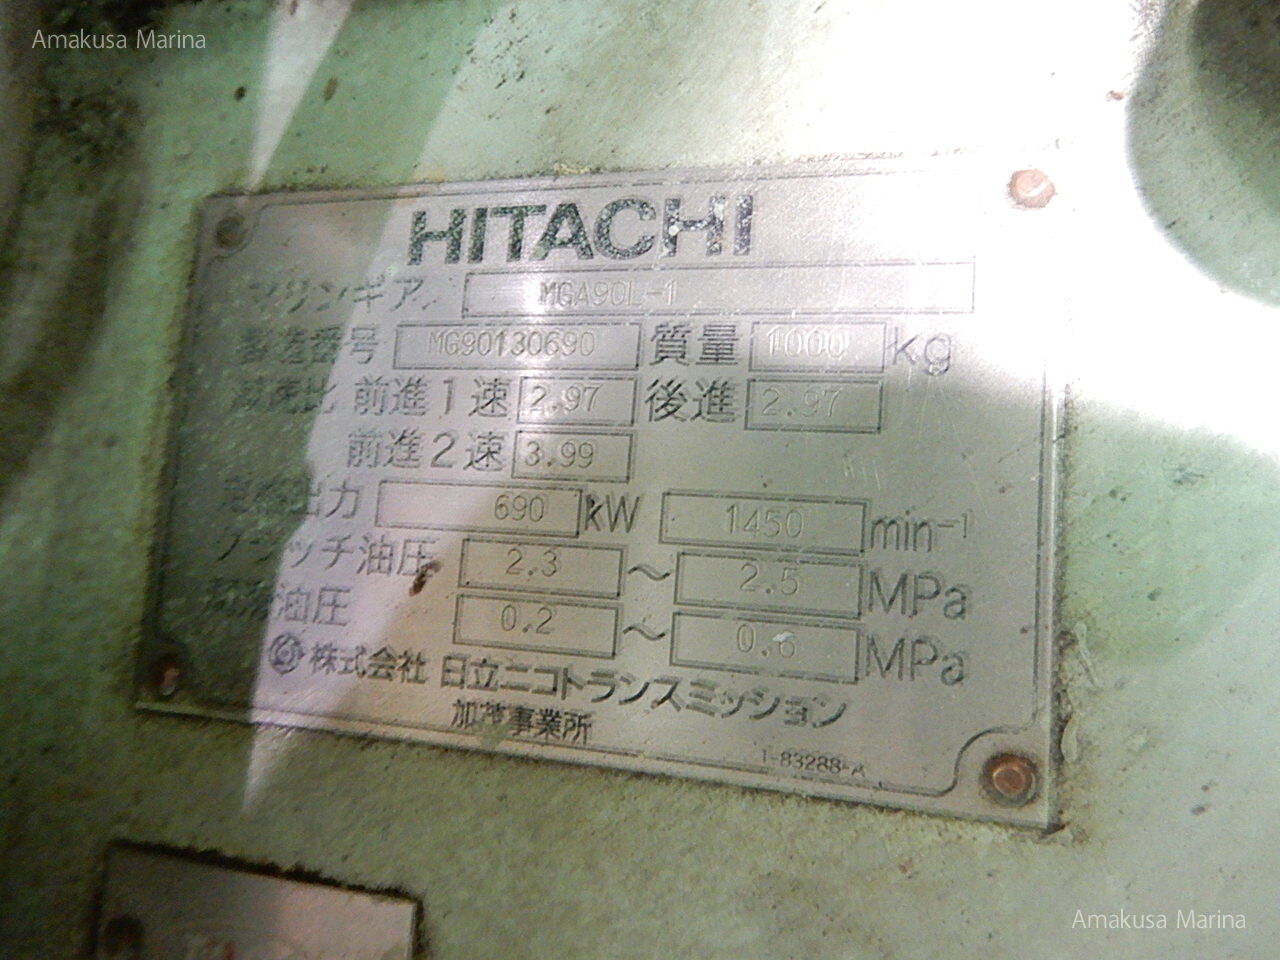 Amakusa Marina
HITACHI
マリンギア MGA90L-1
製造番号 MG90130690 質量 1000 kg
減速比 前進1速 2.97 後進 2.97
前進2速 3.99
出力 690 kW 1450 min-1
クラッチ油圧 2.3 ～ 2.5 MPa
油圧 0.2 ～ 0.6 MPa
株式会社 日立ニコトランスミッション
加茂事業所
1-83288-A
Amakusa Marina